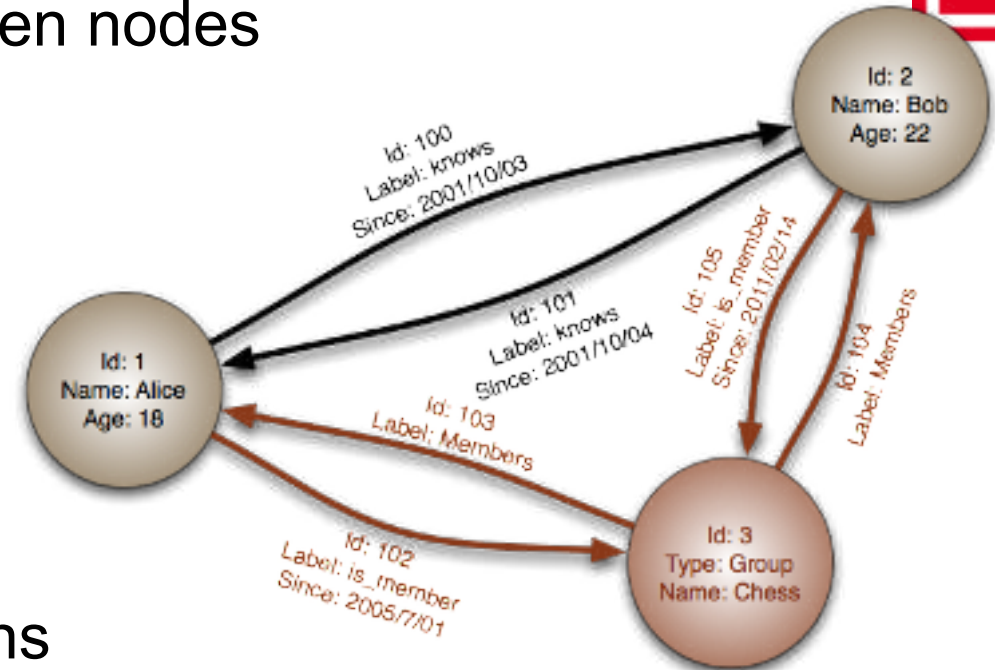 en nodes
Id: 2
Name: Bob
Age: 22
Id: 100
Label: knows
Since: 2001/10/03
Id: 101
Label: knows
Since: 2001/10/04
Id: 105
Label: is_member
Since: 2011/02/14
Id: 104
Label: Members
Id: 1
Name: Alice
Age: 18
Id: 103
Label: Members
Id: 102
Label: is_member
Since: 2005/7/01
Id: 3
Type: Group
Name: Chess
ns